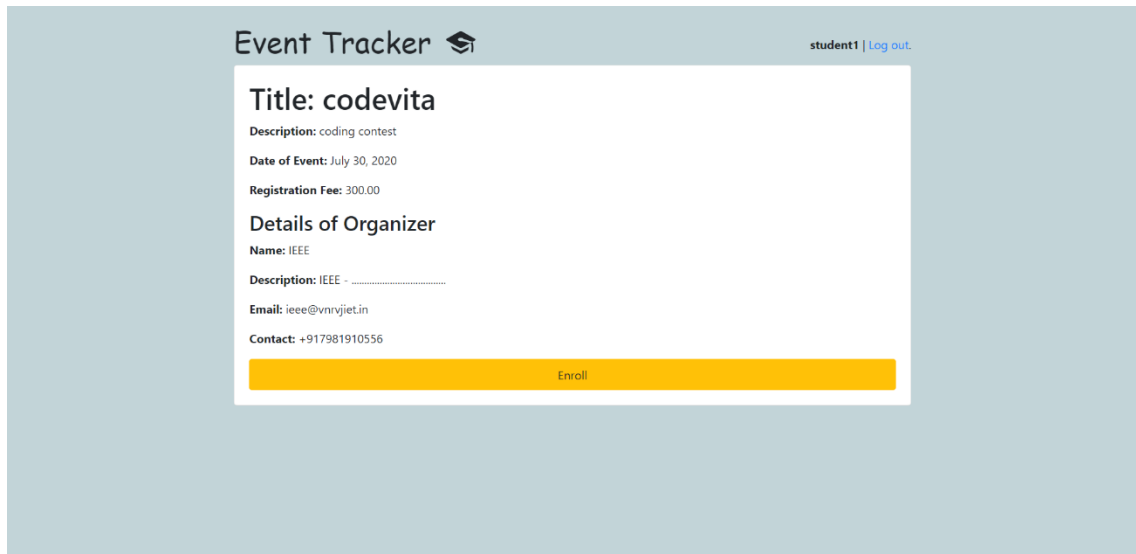 Event Tracker
student1 | Log out.
Title: codevita
Description: coding contest
Date of Event: July 30, 2020
Registration Fee: 300.00
Details of Organizer
Name: IEEE
Description: IEEE - .....................................
Email: ieee@vnrvjiet.in
Contact: +917981910556
Enroll